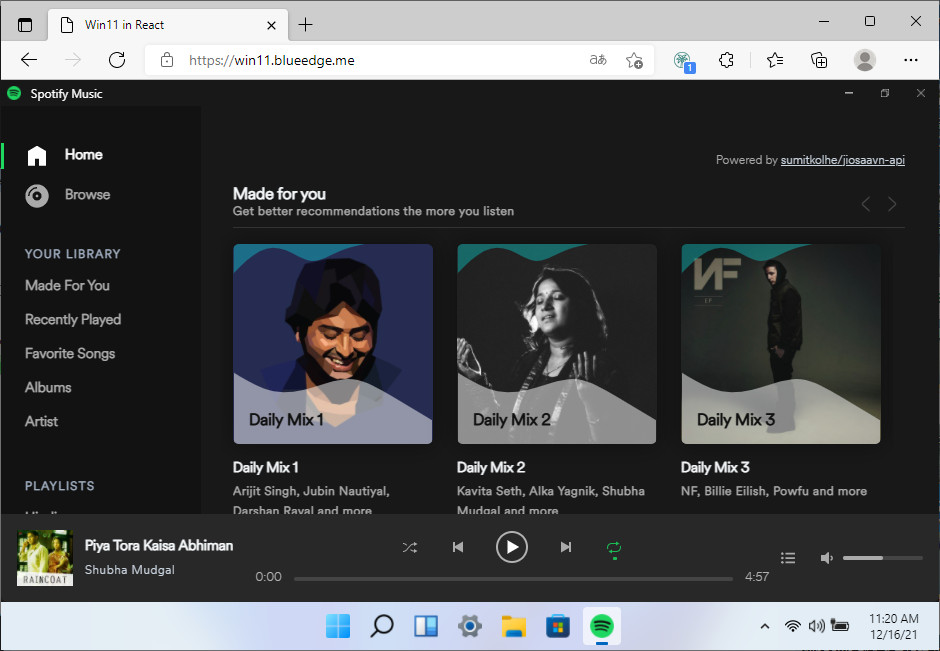 Win11 in React
https://win11.blueedge.me
aあ
1
Spotify Music
Home
Browse
YOUR LIBRARY
Made For You
Recently Played
Favorite Songs
Albums
Artist
PLAYLISTS
Powered by sumitkolhe/jiosaavn-api
Made for you
Get better recommendations the more you listen
Daily Mix 1
Daily Mix 2
NF
EP
Daily Mix 3
Daily Mix 1
Arijit Singh, Jubin Nautiyal,
Darshan Raval and more
Daily Mix 2
Kavita Seth, Alka Yagnik, Shubha
Mudgal and more
Daily Mix 3
NF, Billie Eilish, Powfu and more
RAINCOAT
Piya Tora Kaisa Abhiman
Shubha Mudgal
0:00
4:57
11:20 AM
12/16/21